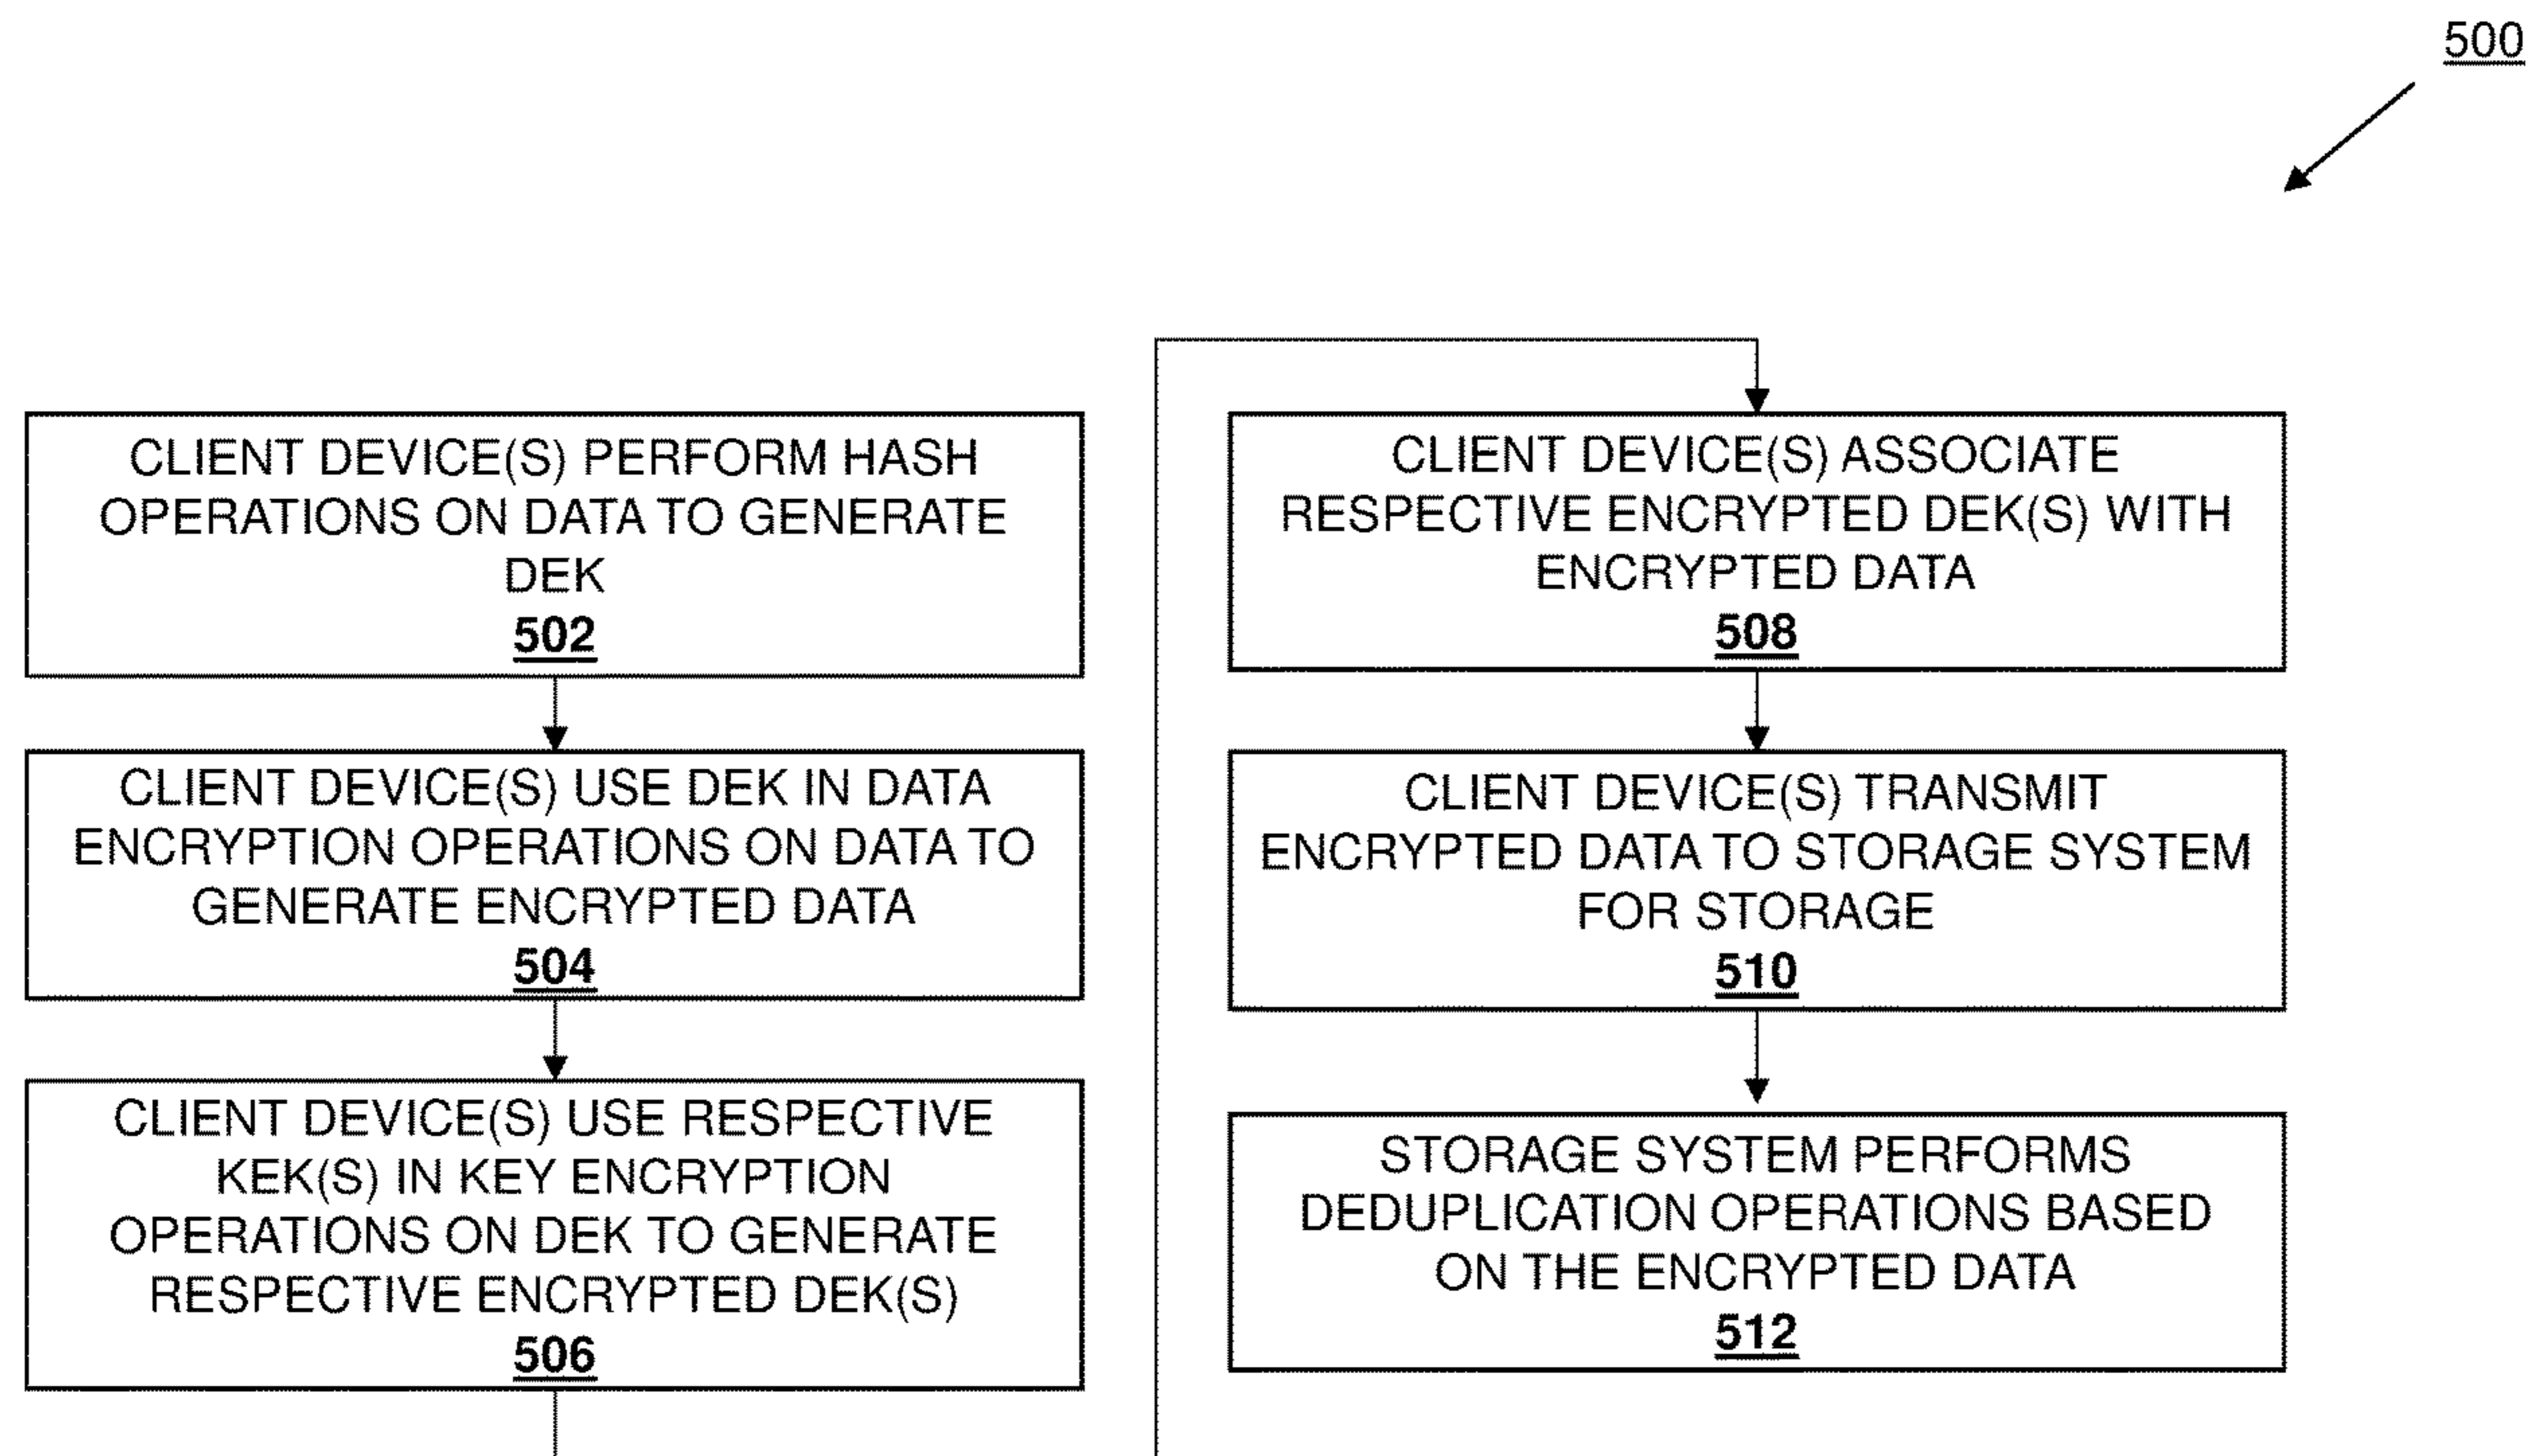 500
CLIENT DEVICE(S) PERFORM HASH
OPERATIONS ON DATA TO GENERATE
DEK
502
CLIENT DEVICE(S) USE DEK IN DATA
ENCRYPTION OPERATIONS ON DATA TO
GENERATE ENCRYPTED DATA
504
CLIENT DEVICE(S) USE RESPECTIVE
KEK(S) IN KEY ENCRYPTION
OPERATIONS ON DEK TO GENERATE
RESPECTIVE ENCRYPTED DEK(S)
506
CLIENT DEVICE(S) ASSOCIATE
RESPECTIVE ENCRYPTED DEK(S) WITH
ENCRYPTED DATA
508
CLIENT DEVICE(S) TRANSMIT
ENCRYPTED DATA TO STORAGE SYSTEM
FOR STORAGE
510
STORAGE SYSTEM PERFORMS
DEDUPLICATION OPERATIONS BASED
ON THE ENCRYPTED DATA
512